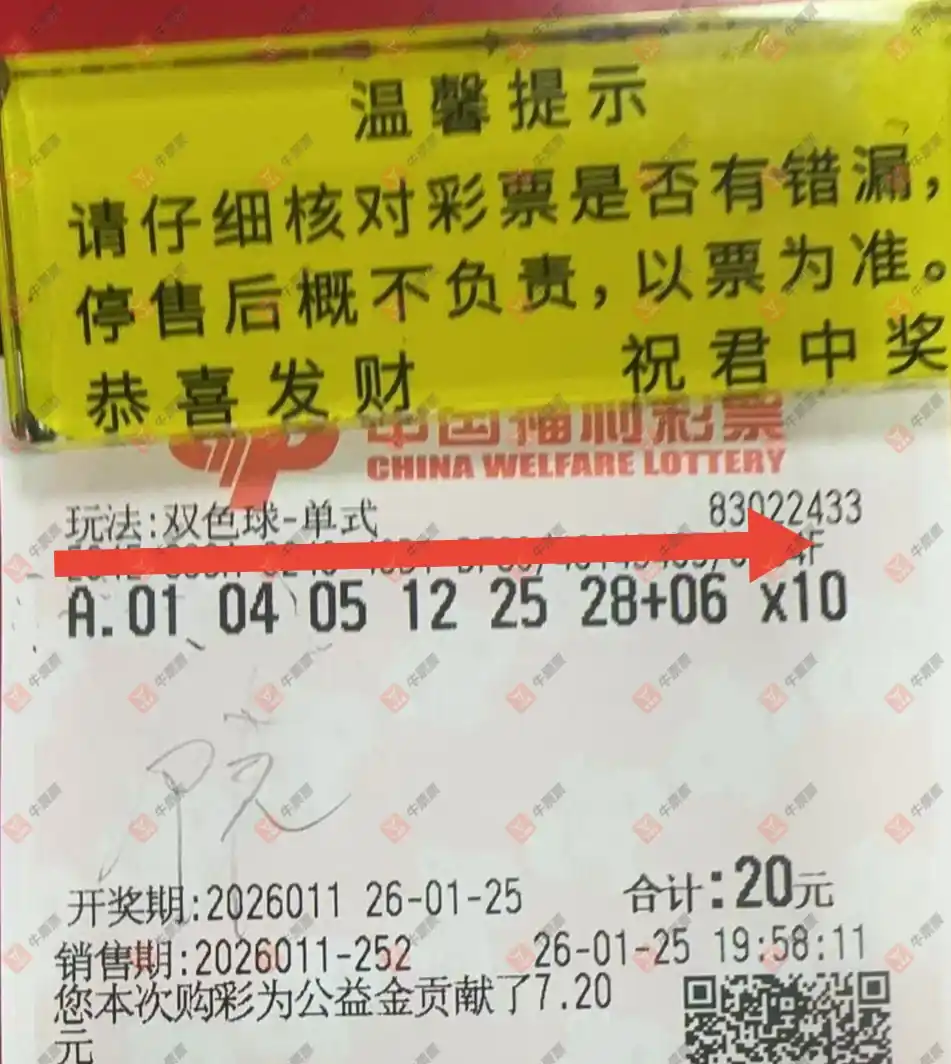 温馨提示
请仔细核对彩票是否有错漏，
停售后概不负责，以票为准。
恭喜发财 祝君中奖
中国福利彩票
CHINA WELFARE LOTTERY
玩法:双色球-单式 83022433
A.01 04 05 12 25 28+06 x10
开奖期:2026011 26-01-25 合计:20元
销售期:2026011-252 26-01-25 19:58:11
您本次购彩为公益金贡献了7.20
元
牛票票